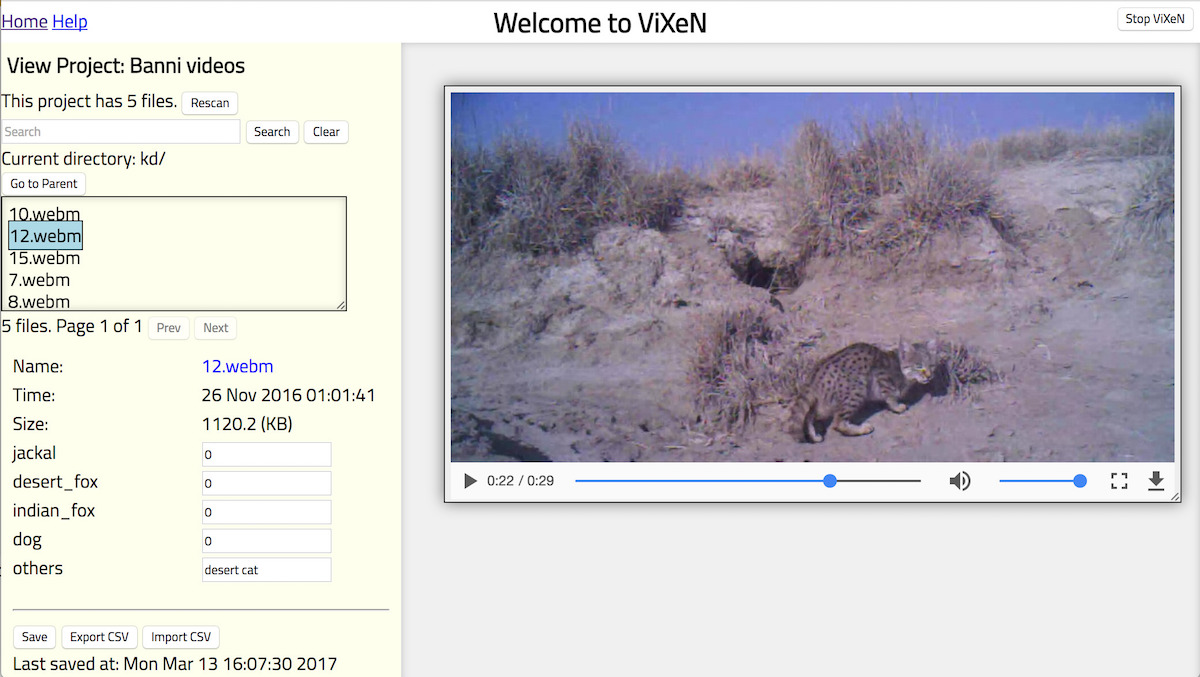 Home Help
Welcome to ViXeN
Stop ViXeN
View Project: Banni videos
This project has 5 files. Rescan
Search Search Clear
Current directory: kd/
Go to Parent
10.webm
12.webm
15.webm
7.webm
8.webm
5 files. Page 1 of 1 Prev Next
Name: 12.webm
Time: 26 Nov 2016 01:01:41
Size: 1120.2 (KB)
jackal 0
desert_fox 0
indian_fox 0
dog 0
others desert cat
Save Export CSV Import CSV
Last saved at: Mon Mar 13 16:07:30 2017
0:22 / 0:29